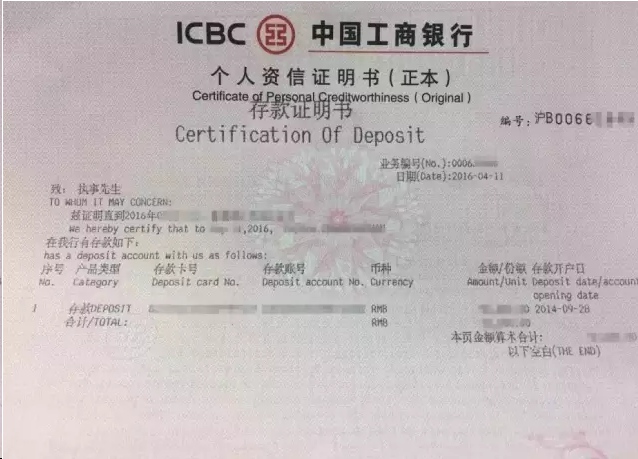 ICBC 中国工商银行
个人资信证明书（正本）
Certificate of Personal Creditworthiness ( Original )
存款证明书
Certification Of Deposit
编号: 沪B0066
业务编号(No.):0006
日期(Date):2016-04-11
致: 执事先生
TO WHOM IT MAY CONCERN:
兹证明直到2016年
We hereby certify that to 2016,
在我行有存款如下:
has a deposit account with us as follows:
序号 产品类型 存款卡号 存款账号 币种 金额/份额 存款开户日
No. Category Deposit card No. Deposit account No. Currency Amount/Unit Deposit date/account
opening date
1 存款DEPOSIT RMB 2014-09-28
合计/TOTAL: RMB
本页金额算术合计:
以下空白(THE END)